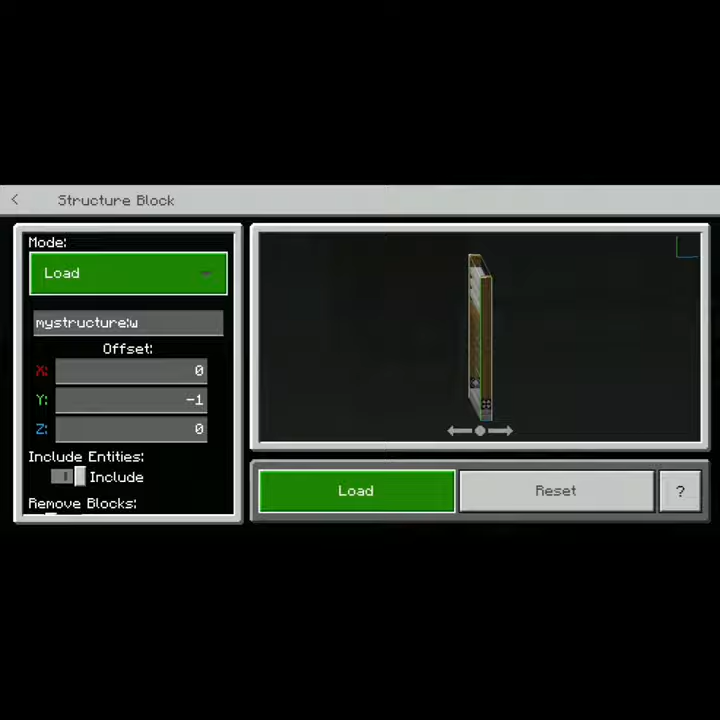 Structure Block
Mode:
Load
mystructure:w
Offset:
X: 0
Y: -1
Z: 0
Include Entities:
Include
Remove Blocks:
Load
Reset
?